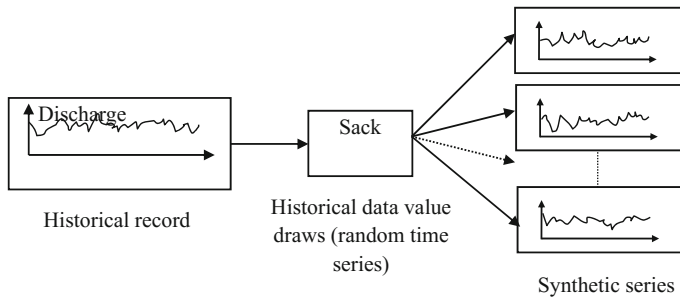 Discharge
Historical record
Sack
Historical data value
draws (random time
series)
Synthetic series